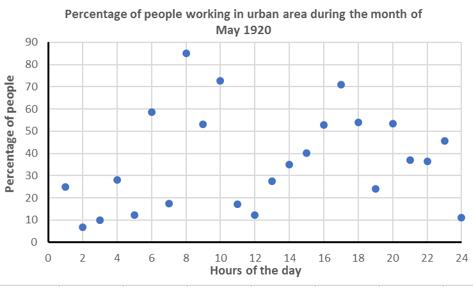 Percentage of people working in urban area during the month of
May 1920
90
80
70
60
50
40
30
20
10
0
Percentage of people
0 2 4 6 8 10 12 14 16 18 20 22 24
Hours of the day